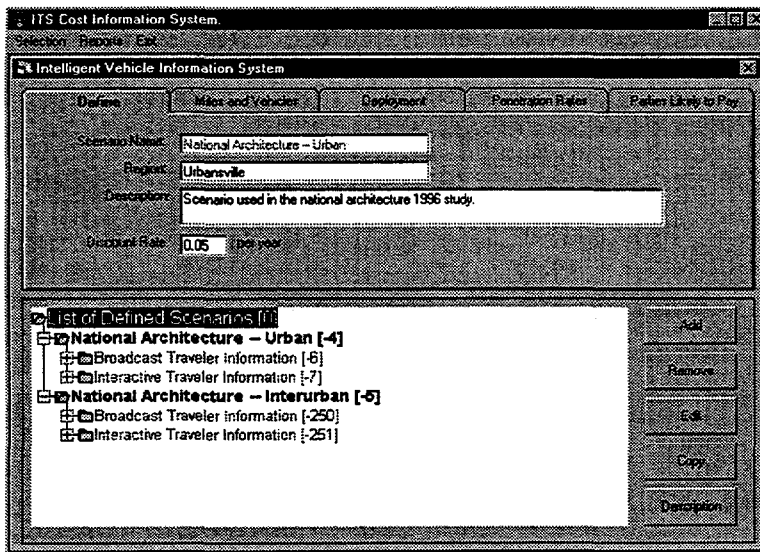 ITS Cost Information System.
Selection Reports Exit
Intelligent Vehicle Information System
Define Miles and Vehicles Deployment Penetration Rates Parties Likely to Pay
Scenario Name: National Architecture -- Urban
Region: Urbansville
Description: Scenario used in the national architecture 1996 study.
Discount Rate: 0.05 per year
List of Defined Scenarios [0]
National Architecture -- Urban [-4]
Broadcast Traveler Information [-6]
Interactive Traveler Information [-7]
National Architecture -- Interurban [-5]
Broadcast Traveler Information [-250]
Interactive Traveler Information [-251]
Add
Remove
Edit
Copy
Description